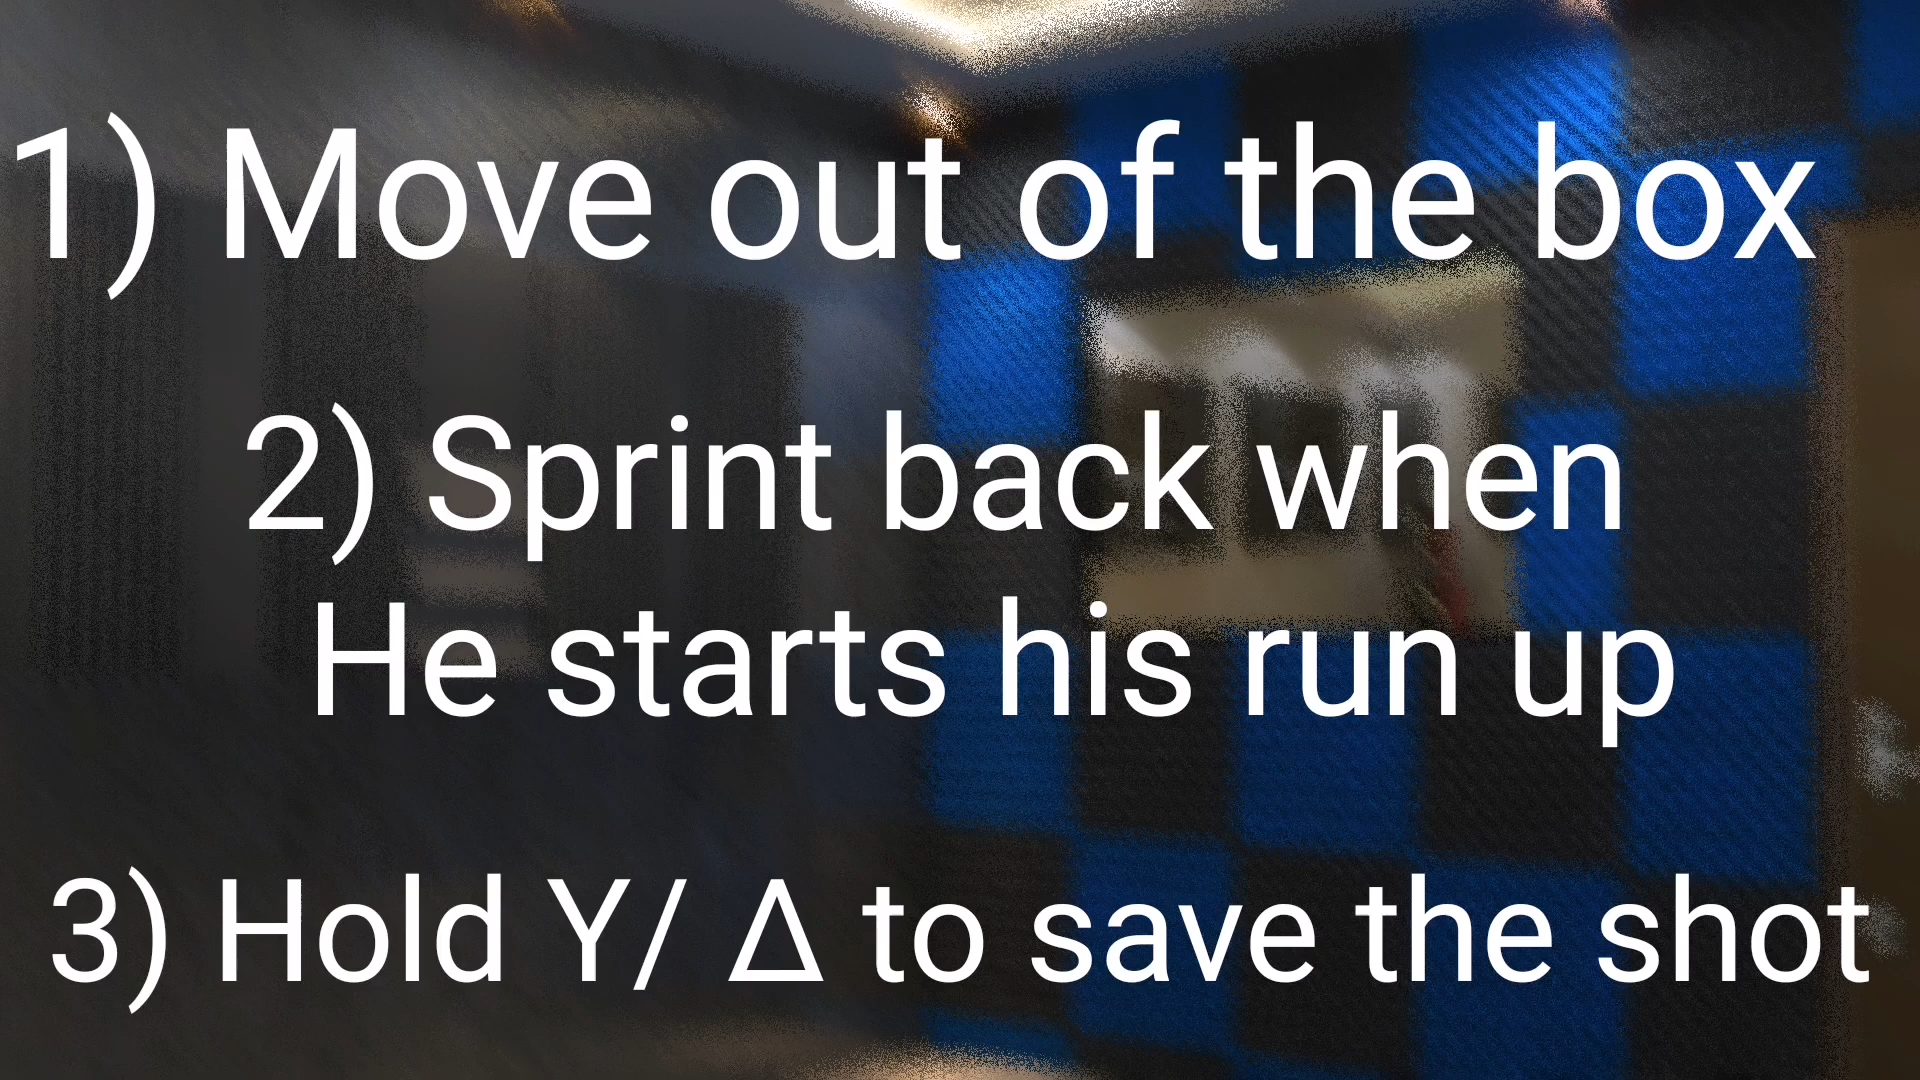 1) Move out of the box
2) Sprint back when
He starts his run up
3) Hold Y/ Δ to save the shot